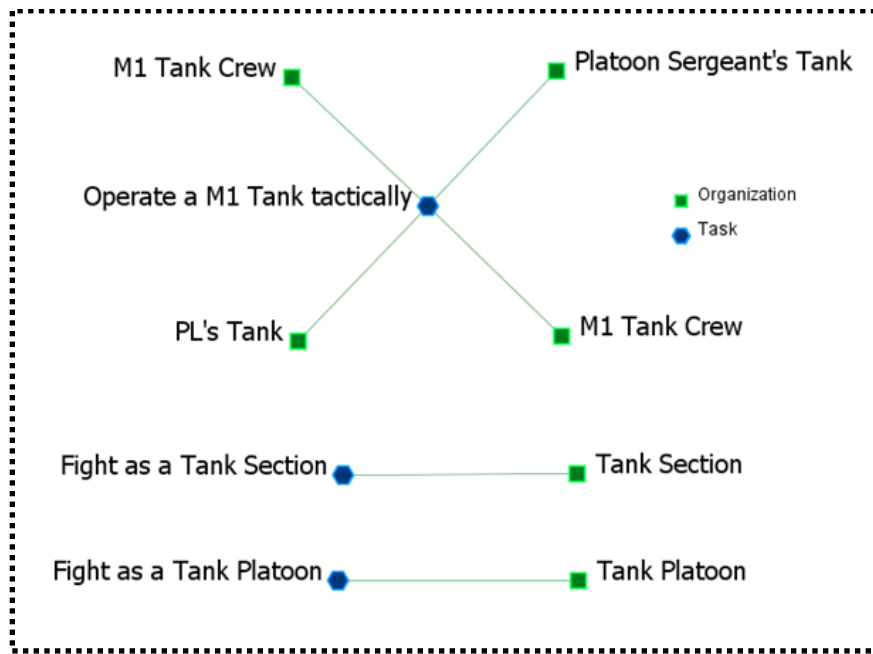 M1 Tank Crew
Platoon Sergeant's Tank
Operate a M1 Tank tactically
Organization
Task
PL's Tank
M1 Tank Crew
Fight as a Tank Section
Tank Section
Fight as a Tank Platoon
Tank Platoon